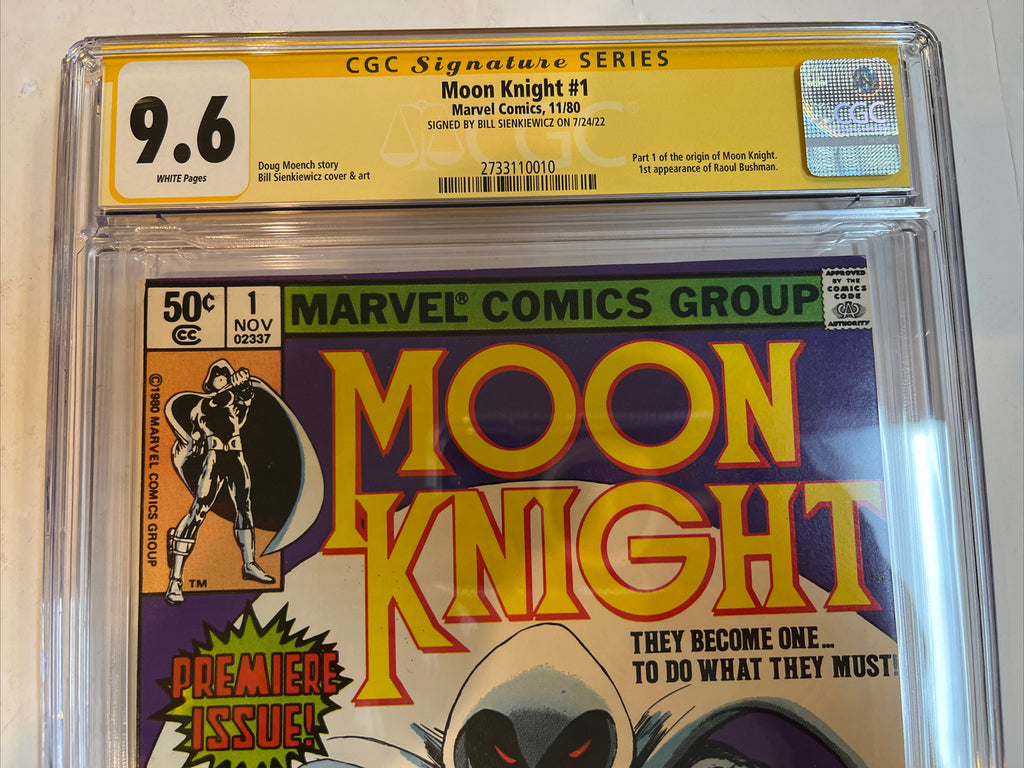 CGC Signature SERIES
Moon Knight #1
Marvel Comics, 11/80
SIGNED BY BILL SIENKIEWICZ ON 7/24/22
9.6
WHITE Pages
Doug Moench story
Bill Sienkiewicz cover & art
CGC®
2733110010
Part 1 of the origin of Moon Knight.
1st appearance of Raoul Bushman.
CGC
50¢
CC
1
NOV
02337
MARVEL® COMICS GROUP
APPROVED
BY THE
COMICS
CODE
CA
AUTHORITY
©1980 MARVEL COMICS GROUP
TM
MOON
KNIGHT
THEY BECOME ONE...
TO DO WHAT THEY MUST!
PREMIERE
ISSUE!